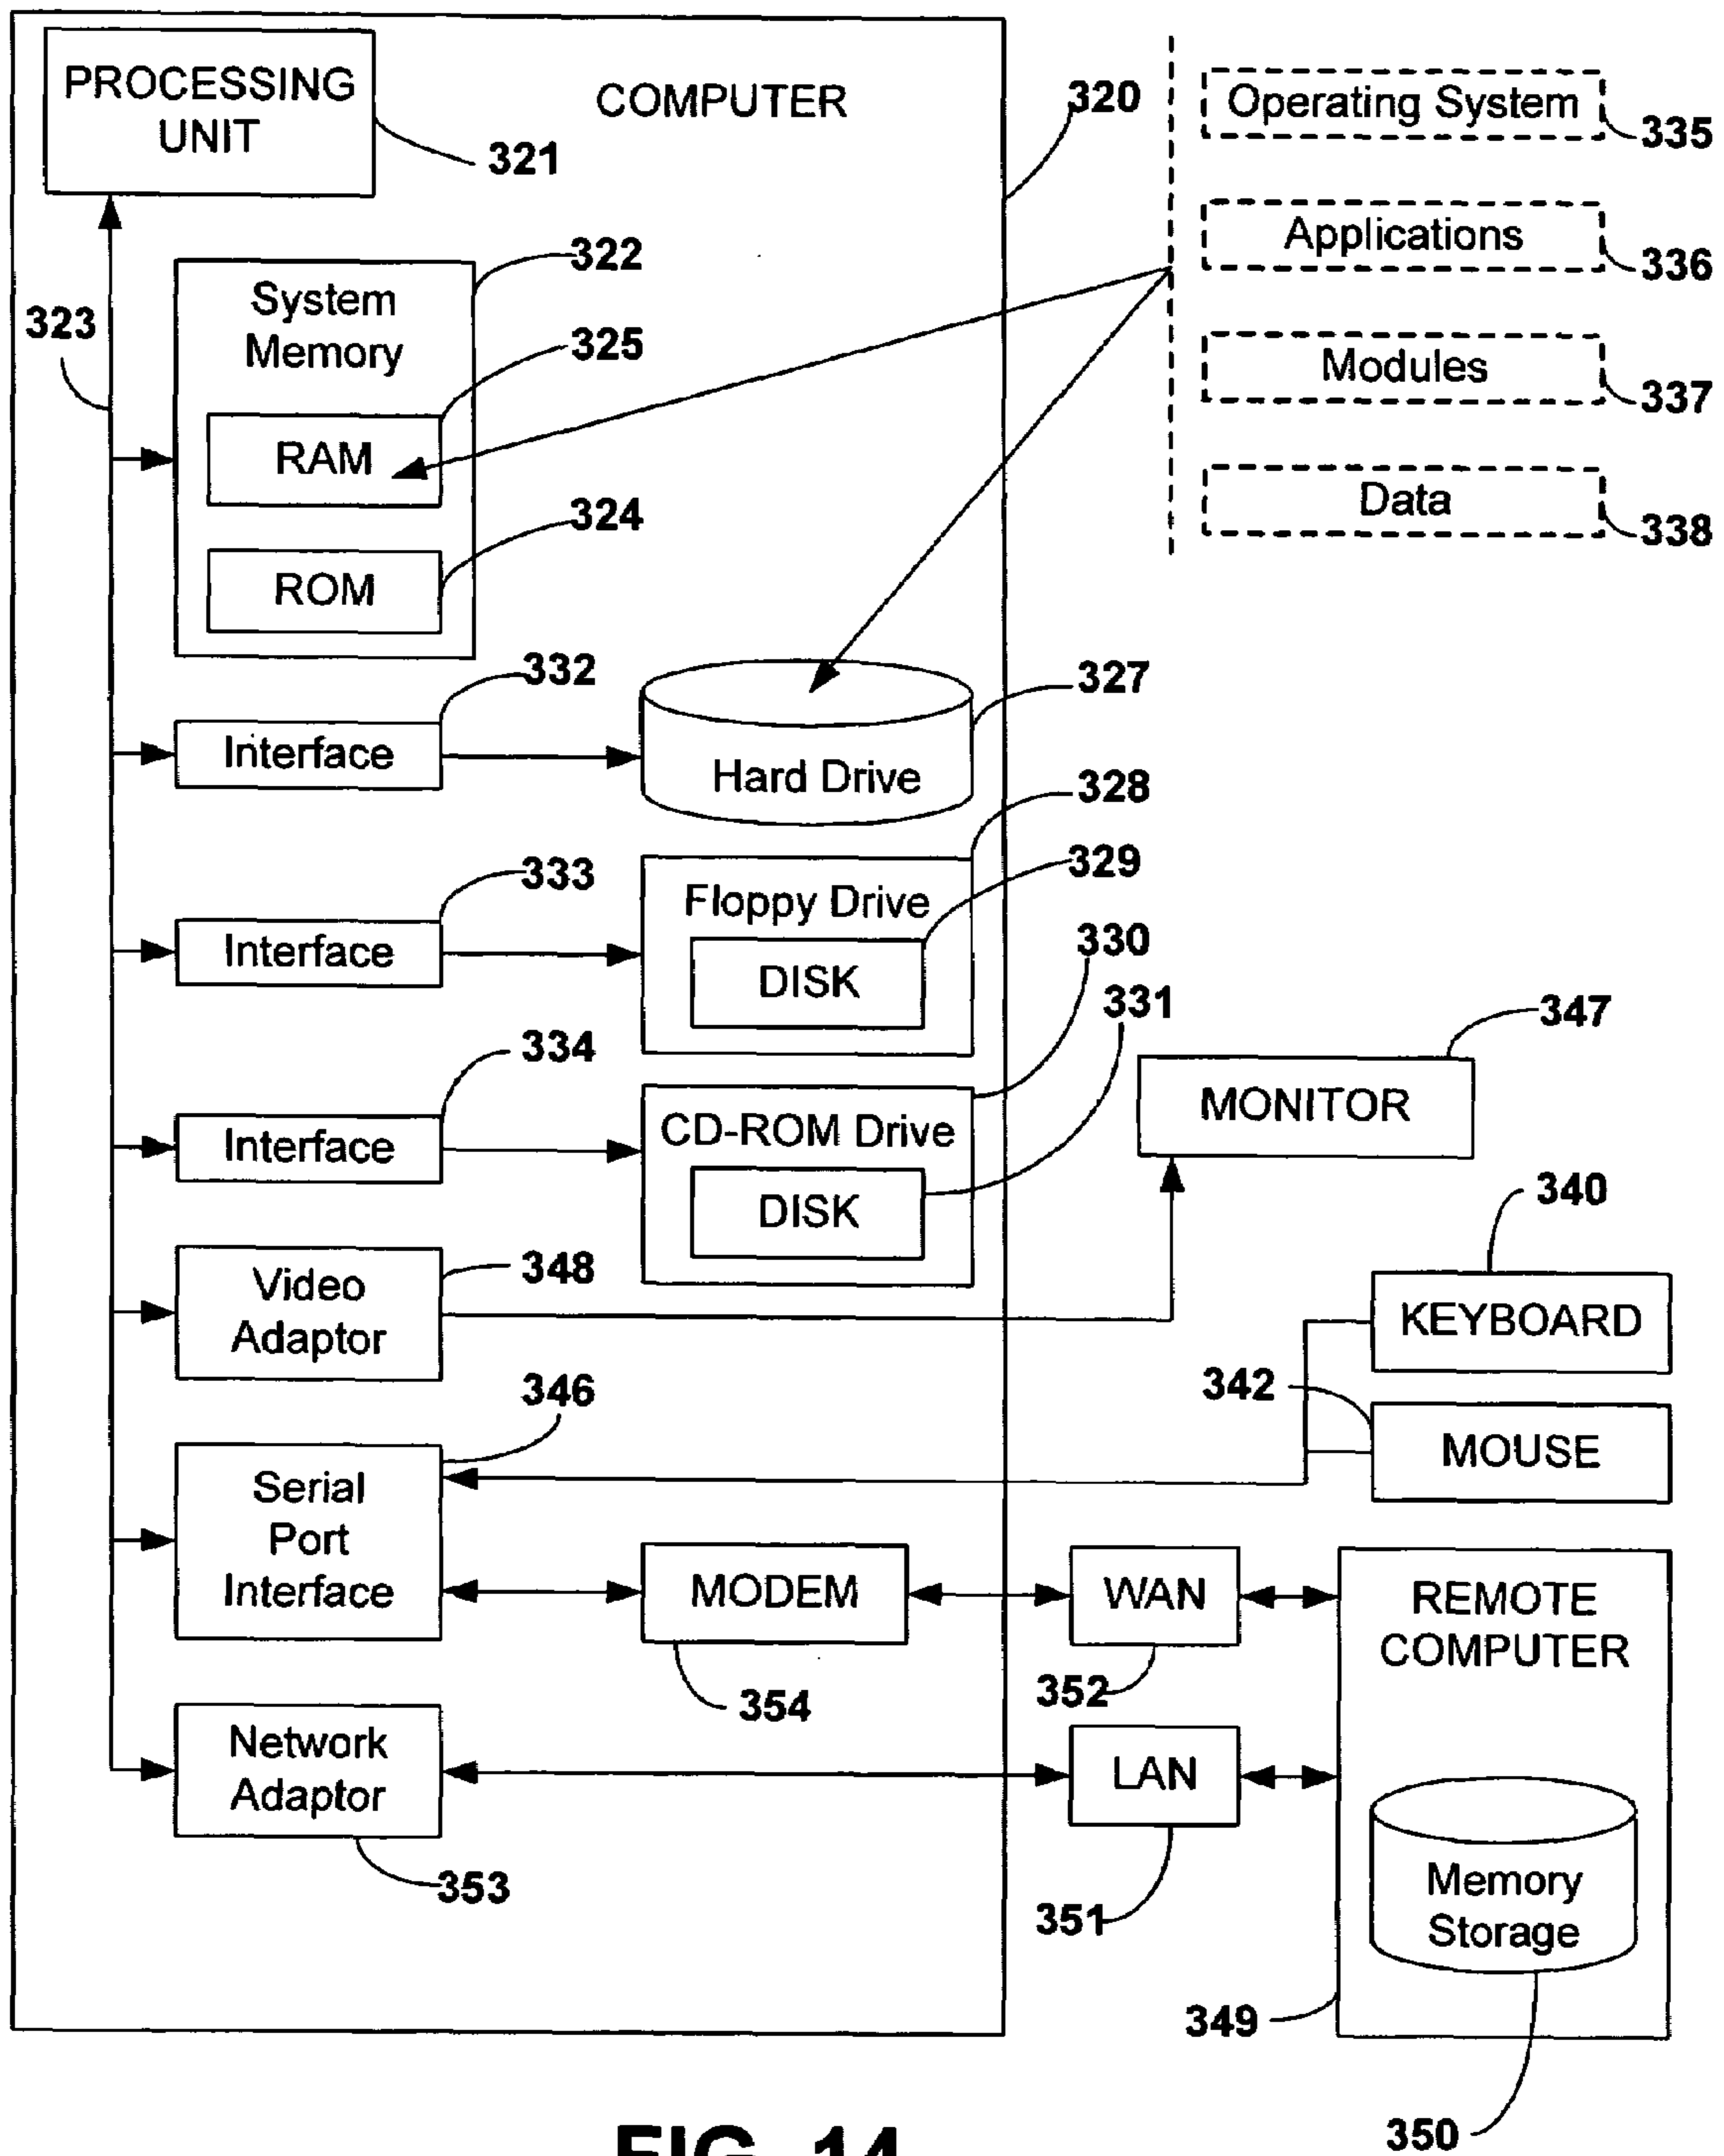 PROCESSING
UNIT
321
COMPUTER
320
Operating System
335
Applications
336
Modules
337
Data
338
323
322
System
Memory
325
RAM
324
ROM
332
Interface
327
Hard Drive
333
Interface
328
Floppy Drive
329
DISK
334
Interface
330
CD-ROM Drive
331
DISK
347
MONITOR
348
Video
Adaptor
340
KEYBOARD
342
MOUSE
346
Serial
Port
Interface
MODEM
354
WAN
352
REMOTE
COMPUTER
Network
Adaptor
353
LAN
351
Memory
Storage
349
350
FIG. 14